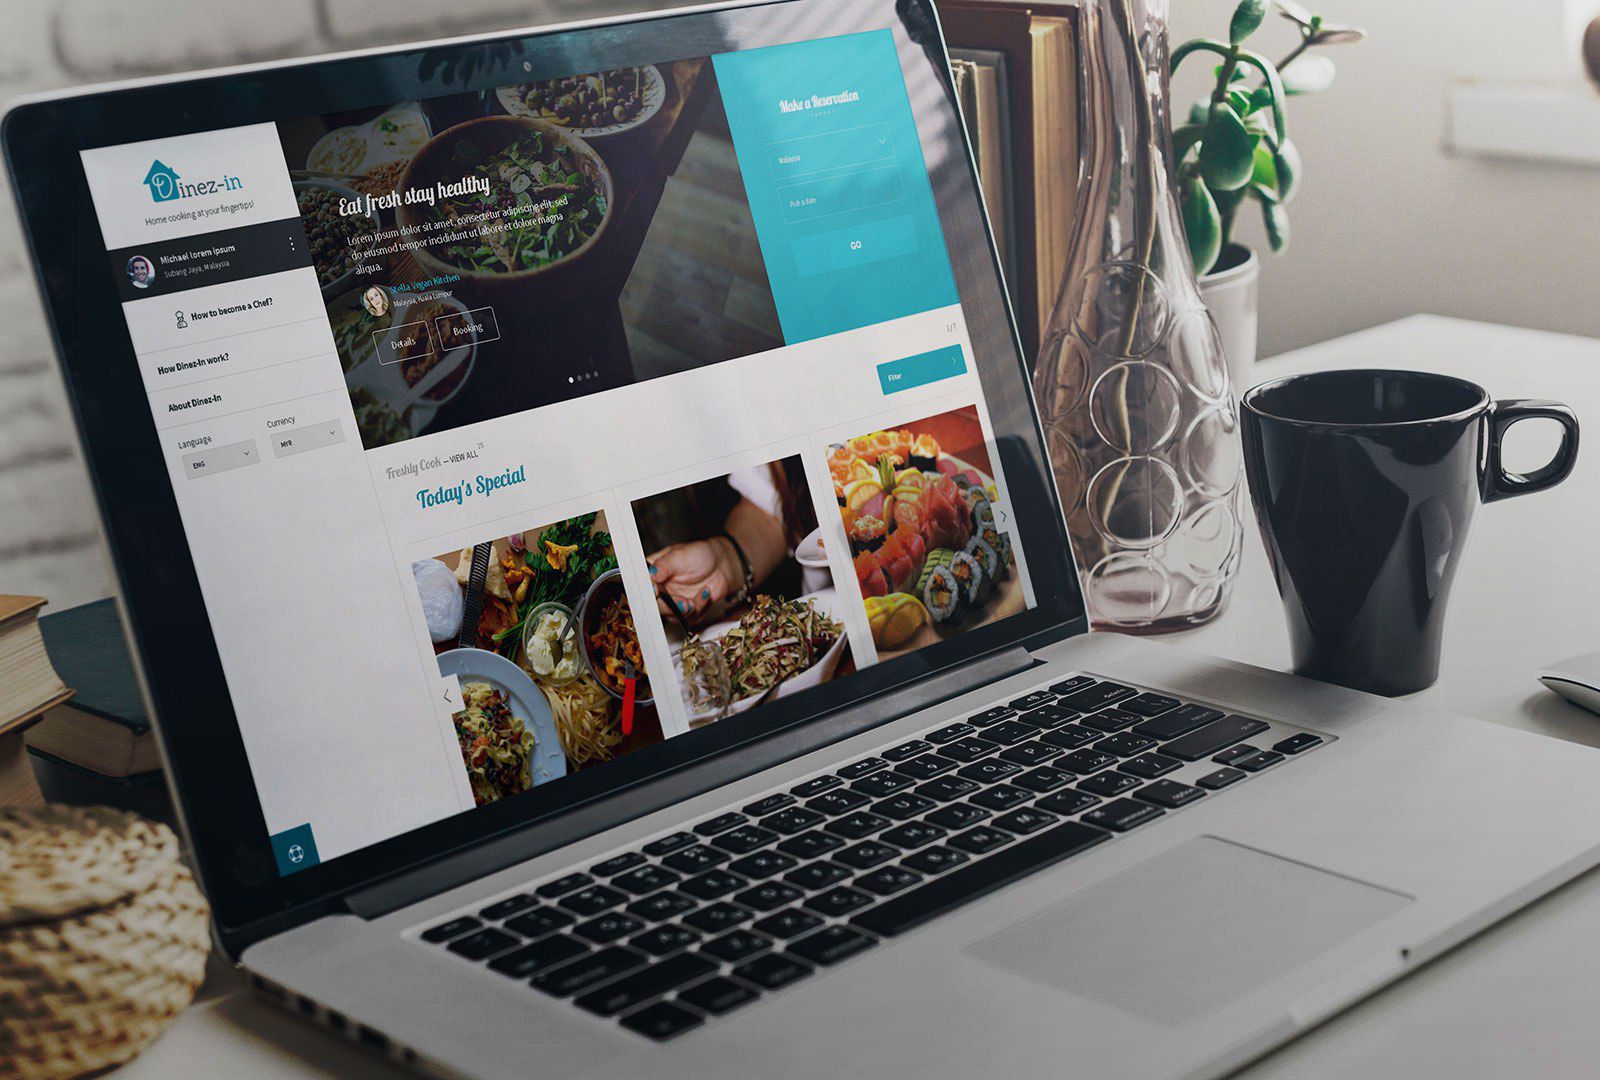 Dinez-in
Home cooking at your fingertips!
Michael lorem ipsum
Subang Jaya, Malaysia
How to become a Chef?
How Dinez-In work?
About Dinez-In
Language
Currency
ENG
MYR
Eat fresh stay healthy
Lorem ipsum dolor sit amet, consectetur adipiscing elit, sed
do eiusmod tempor incididunt ut labore et dolore magna
aliqua.
Stella Vegan Kitchen
Malaysia, Kuala Lumpur
Details
Booking
Make a Reservation
Malaysia
Pick a date
GO
1/7
Filter
Freshly Cook — VIEW ALL 25
Today's Special